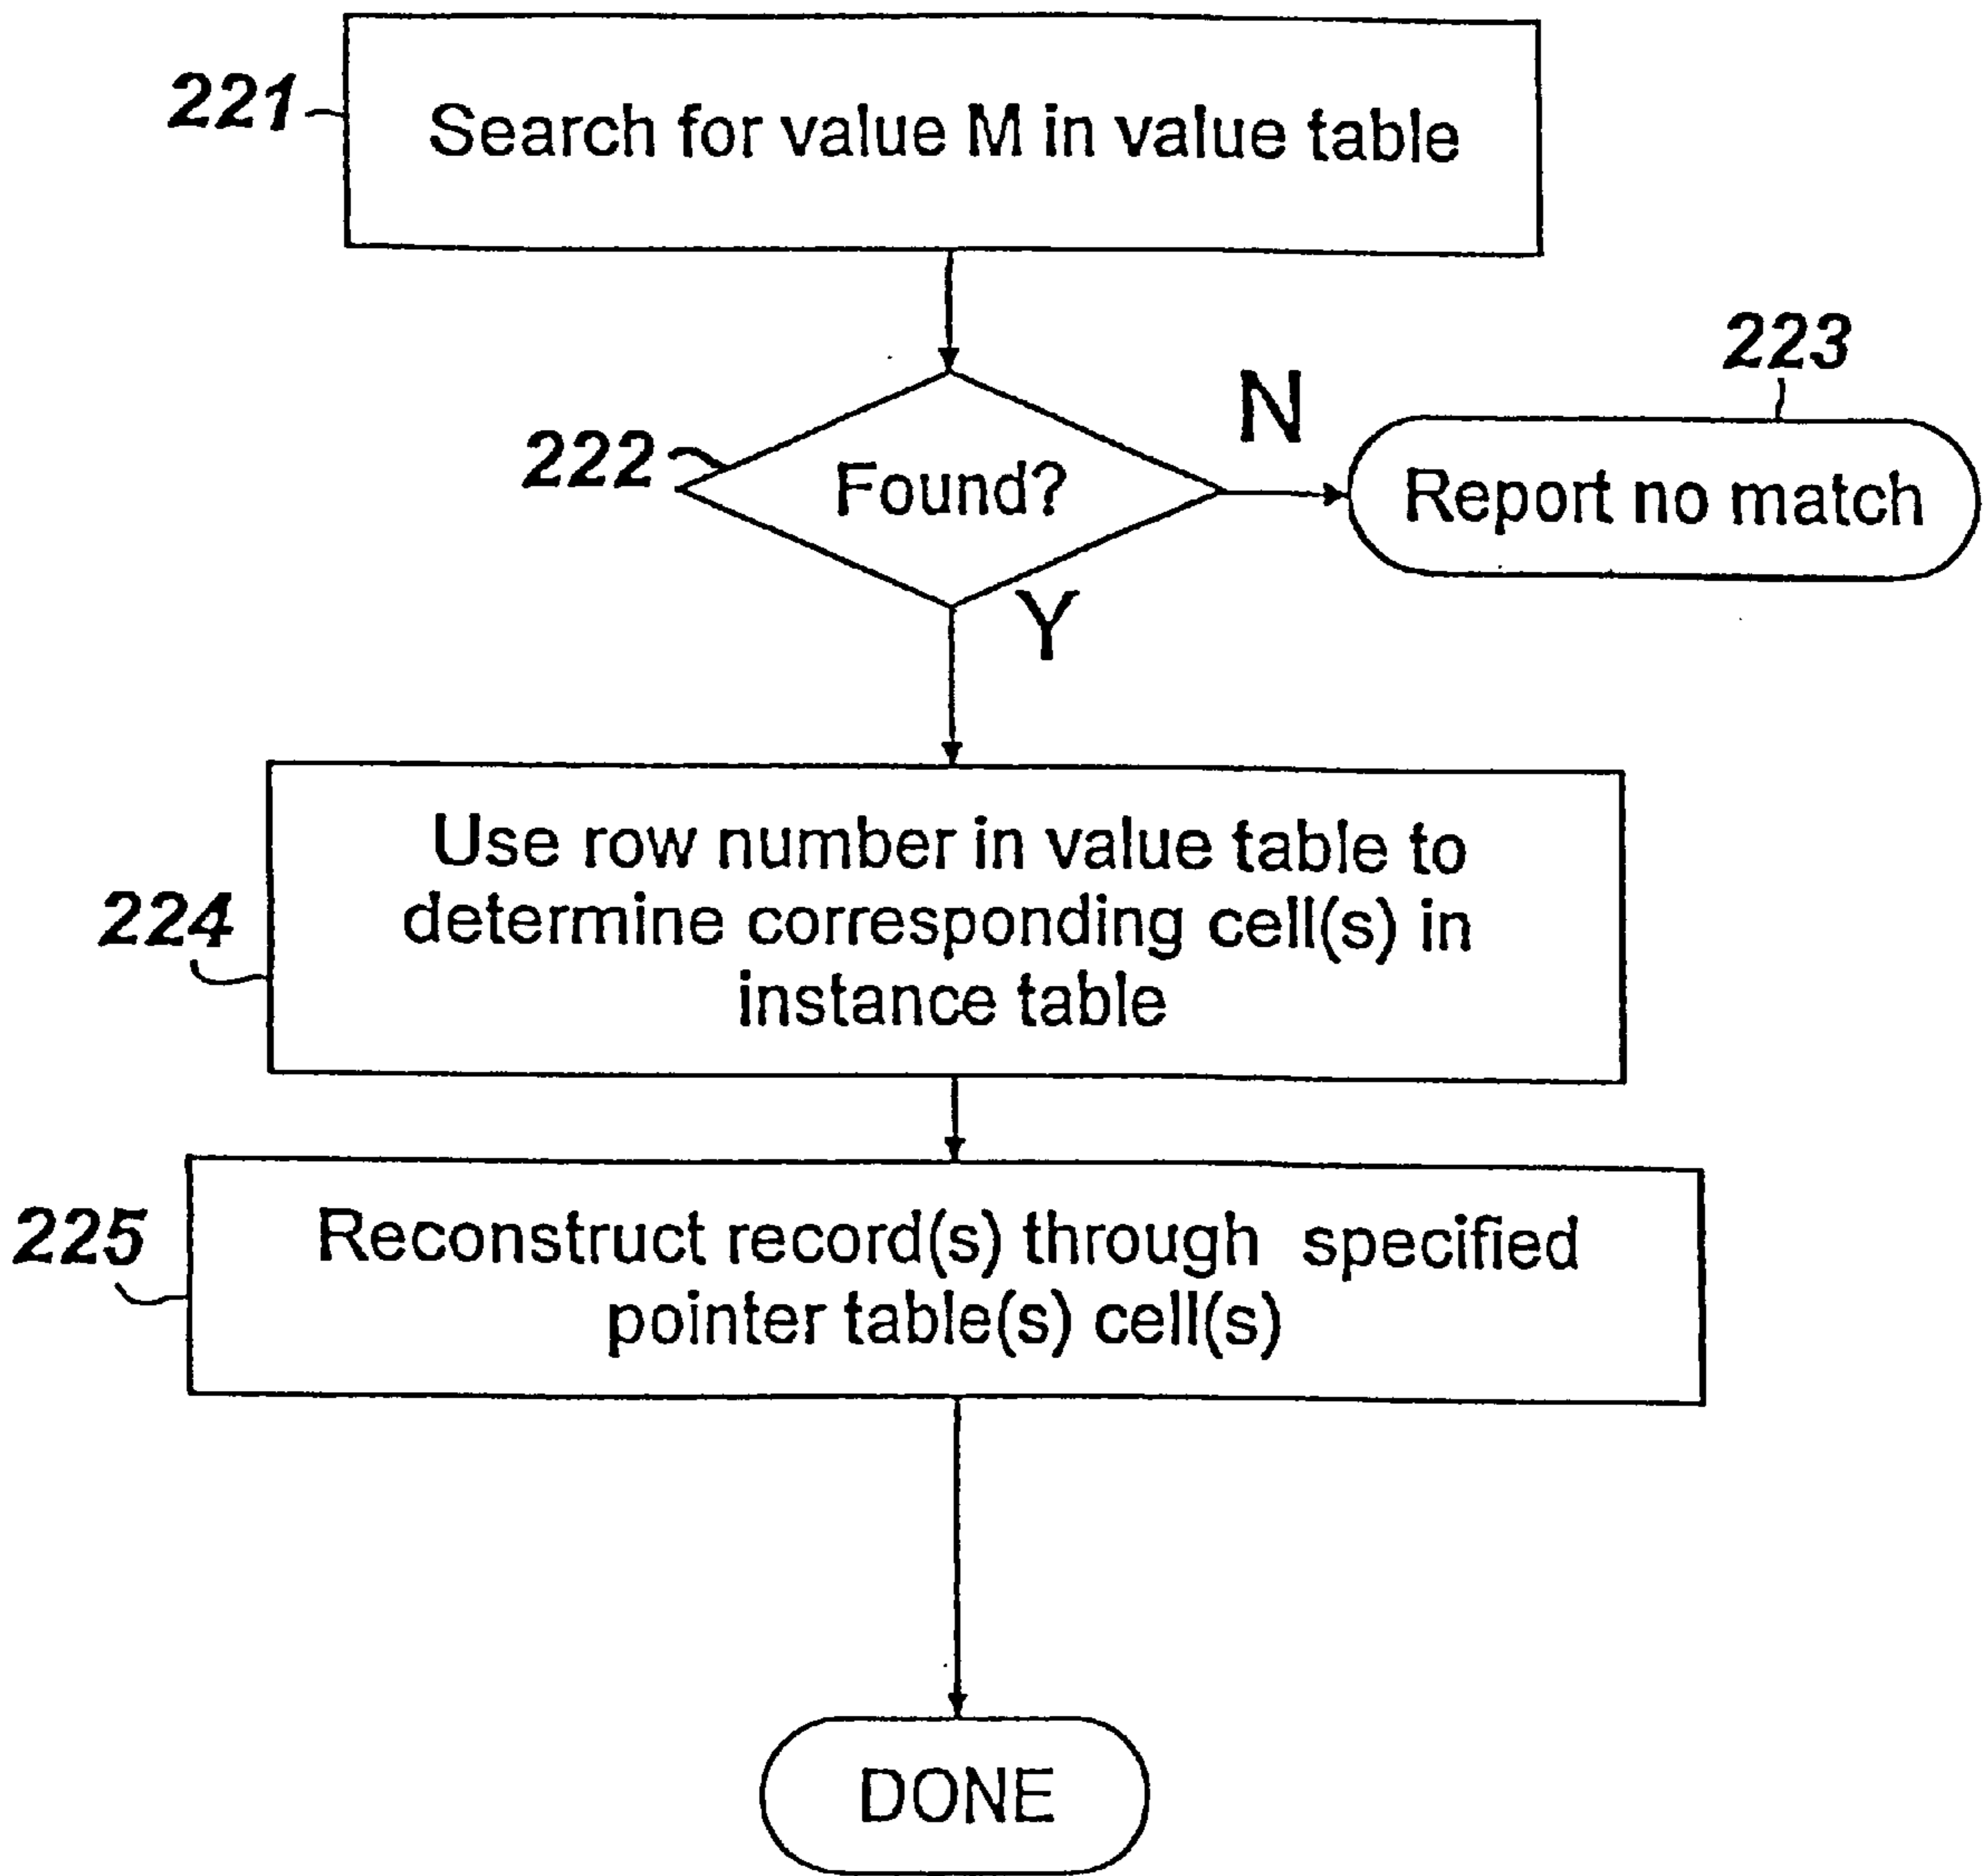 221
Search for value M in value table
223
N
222
Found?
Report no match
Y
Use row number in value table to
224
determine corresponding cell(s) in
instance table
225
Reconstruct record(s) through specified
pointer table(s) cell(s)
DONE